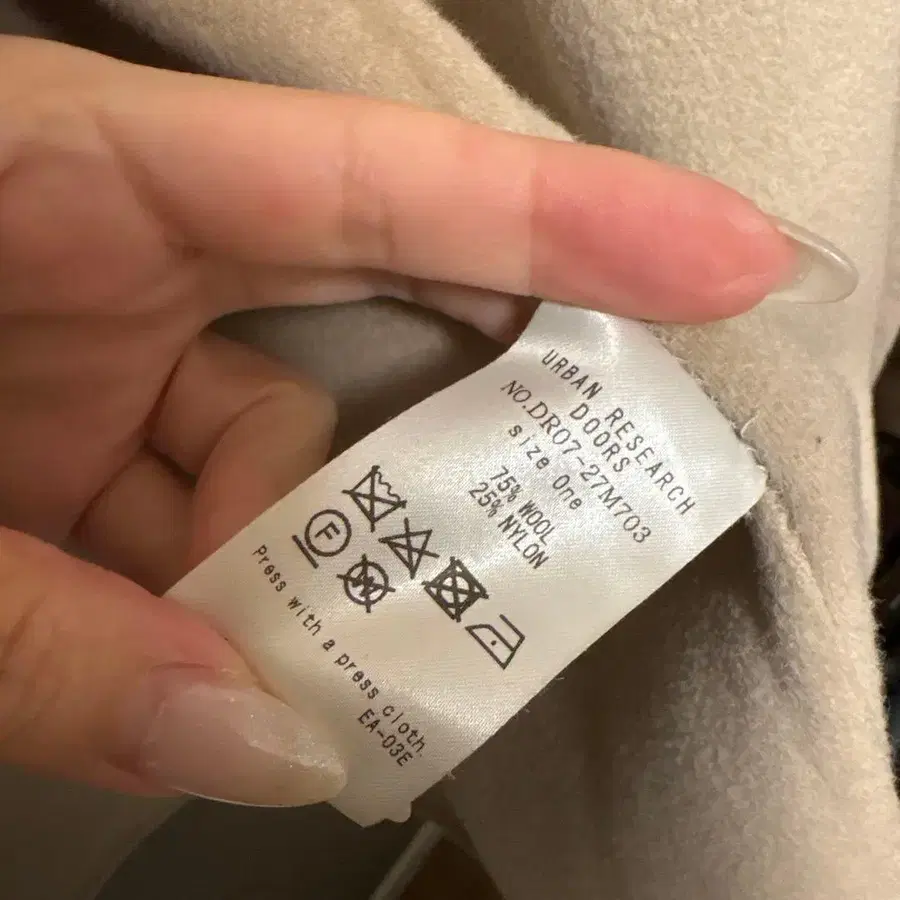 URBAN RESEARCH
DOORS
NO.DR07-27M703
size One
75% WOOL
25% NYLON
F
W
Press with a press cloth.
EA-03E